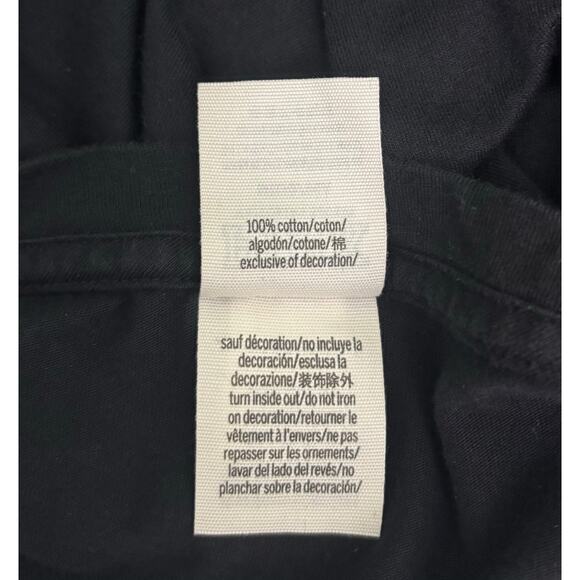 100% cotton/coton/
algodón/cotone/棉
exclusive of decoration/
sauf décoration/no incluye la
decoración/esclusa la
decorazione/装饰除外
turn inside out/do not iron
on decoration/retourner le
vêtement à l'envers/ne pas
repasser sur les ornements/
lavar del lado del revés/no
planchar sobre la decoración/